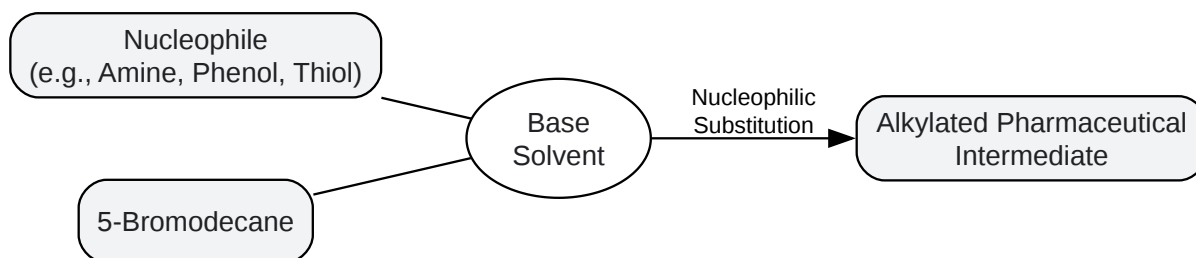 Nucleophile
(e.g., Amine, Phenol, Thiol)
5-Bromodecane
Base
Solvent
Nucleophilic
Substitution
Alkylated Pharmaceutical
Intermediate